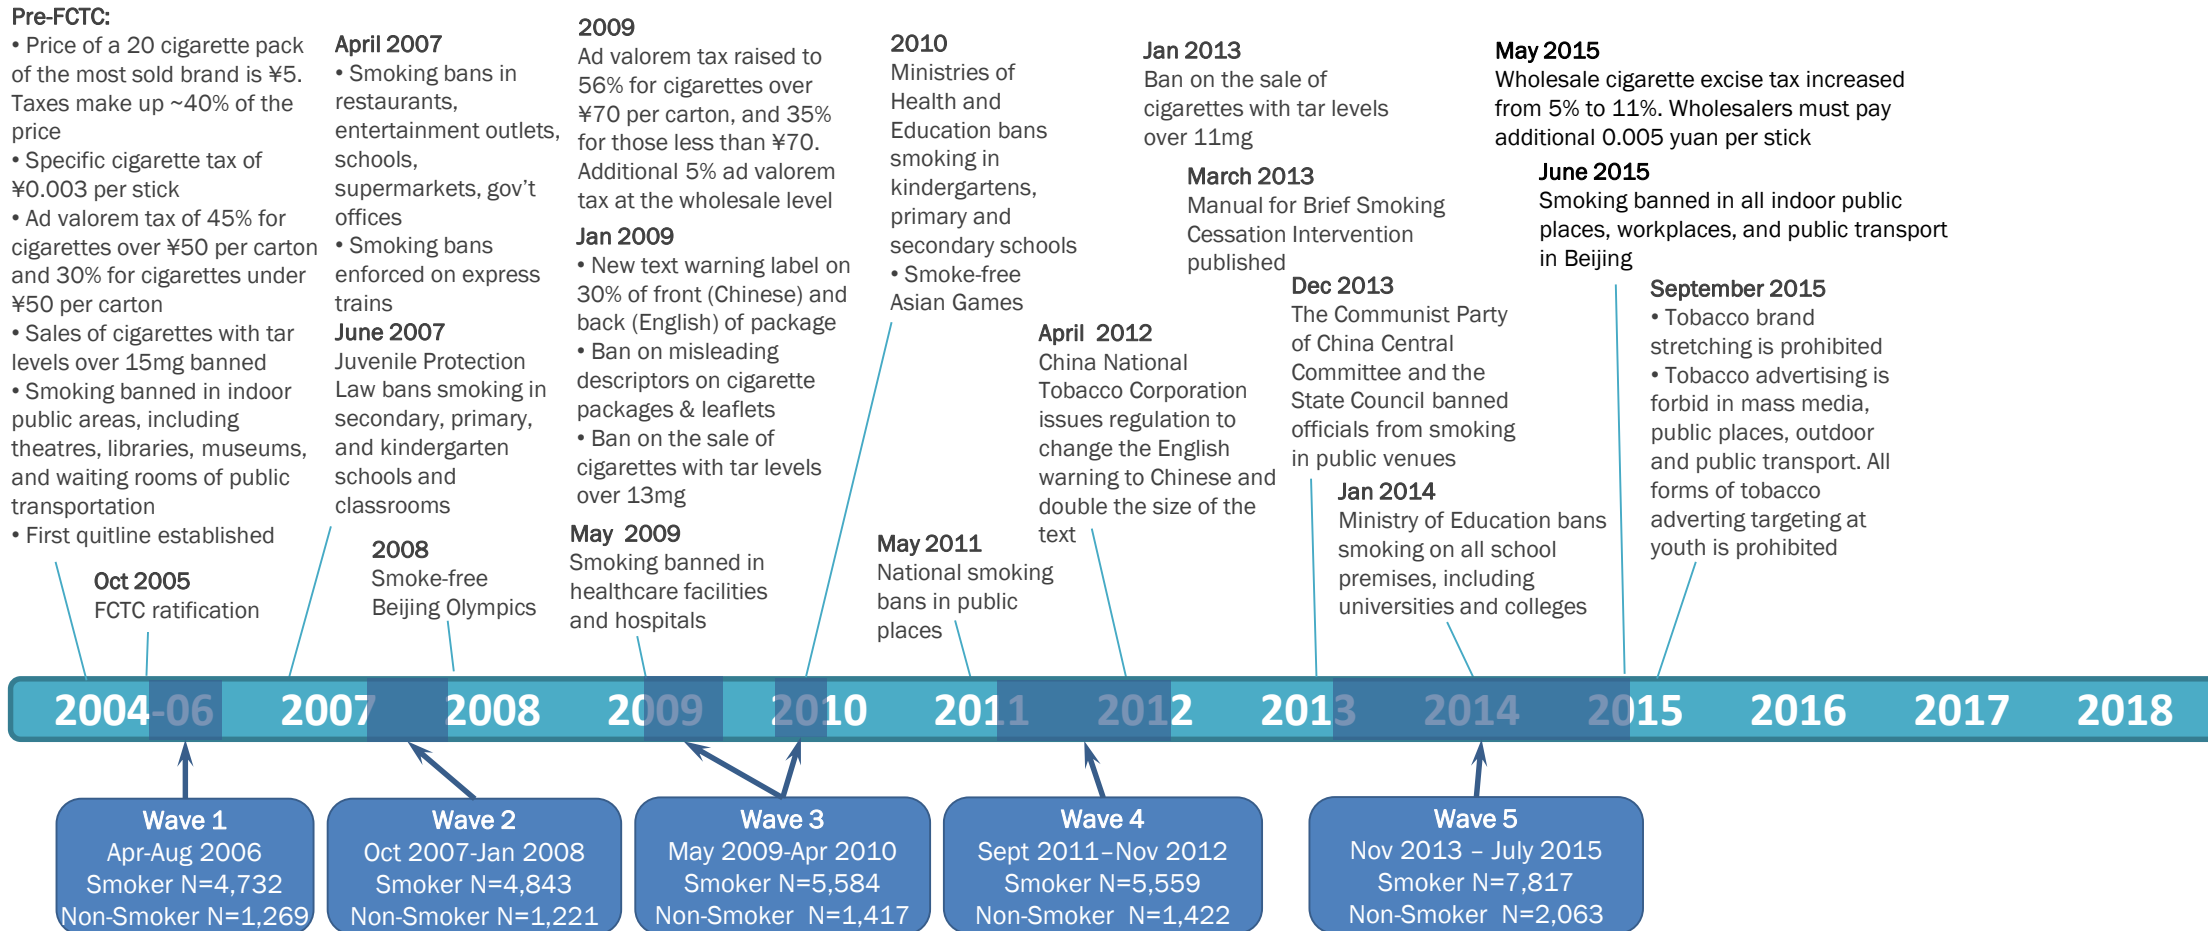 Pre-FCTC:
• Price of a 20 cigarette pack
of the most sold brand is ¥5.
Taxes make up ~40% of the
price
• Specific cigarette tax of
¥0.003 per stick
• Ad valorem tax of 45% for
cigarettes over ¥50 per carton
and 30% for cigarettes under
¥50 per carton
• Sales of cigarettes with tar
levels over 15mg banned
• Smoking banned in indoor
public areas, including
theatres, libraries, museums,
and waiting rooms of public
transportation
• First quitline established
Oct 2005
FCTC ratification
April 2007
• Smoking bans in
restaurants,
entertainment outlets,
schools,
supermarkets, gov’t
offices
• Smoking bans
enforced on express
trains
June 2007
Juvenile Protection
Law bans smoking in
secondary, primary,
and kindergarten
schools and
classrooms
2008
Smoke-free
Beijing Olympics
2009
Ad valorem tax raised to
56% for cigarettes over
¥70 per carton, and 35%
for those less than ¥70.
Additional 5% ad valorem
tax at the wholesale level
Jan 2009
• New text warning label on
30% of front (Chinese) and
back (English) of package
• Ban on misleading
descriptors on cigarette
packages & leaflets
• Ban on the sale of
cigarettes with tar levels
over 13mg
May 2009
Smoking banned in
healthcare facilities
and hospitals
2010
Ministries of
Health and
Education bans
smoking in
kindergartens,
primary and
secondary schools
• Smoke-free
Asian Games
May 2011
National smoking
bans in public
places
April 2012
China National
Tobacco Corporation
issues regulation to
change the English
warning to Chinese and
double the size of the
text
Jan 2013
Ban on the sale of
cigarettes with tar levels
over 11mg
March 2013
Manual for Brief Smoking
Cessation Intervention
published
Dec 2013
The Communist Party
of China Central
Committee and the
State Council banned
officials from smoking
in public venues
Jan 2014
Ministry of Education bans
smoking on all school
premises, including
universities and colleges
May 2015
Wholesale cigarette excise tax increased
from 5% to 11%. Wholesalers must pay
additional 0.005 yuan per stick
June 2015
Smoking banned in all indoor public
places, workplaces, and public transport
in Beijing
September 2015
• Tobacco brand
stretching is prohibited
• Tobacco advertising is
forbid in mass media,
public places, outdoor
and public transport. All
forms of tobacco
adverting targeting at
youth is prohibited
2004-06 2007 2008 2009 2010 2011 2012 2013 2014 2015 2016 2017 2018
Wave 1
Apr-Aug 2006
Smoker N=4,732
Non-Smoker N=1,269
Wave 2
Oct 2007-Jan 2008
Smoker N=4,843
Non-Smoker N=1,221
Wave 3
May 2009-Apr 2010
Smoker N=5,584
Non-Smoker N=1,417
Wave 4
Sept 2011–Nov 2012
Smoker N=5,559
Non-Smoker N=1,422
Wave 5
Nov 2013 – July 2015
Smoker N=7,817
Non-Smoker N=2,063